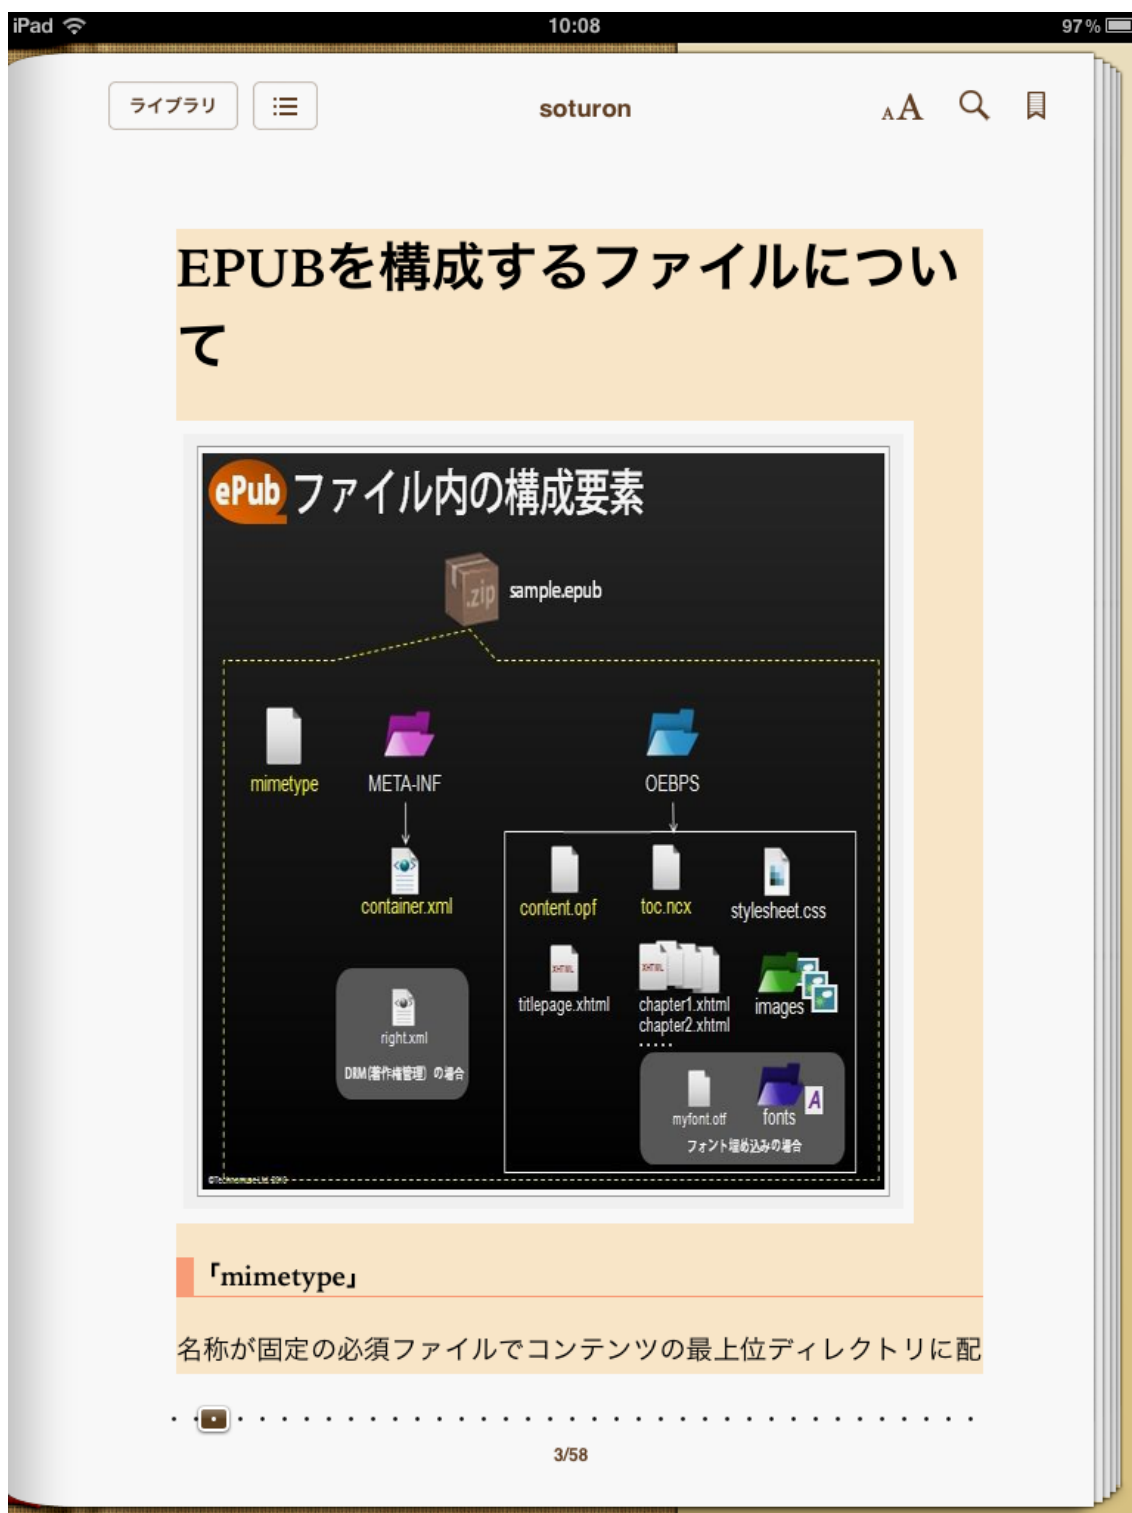 iPad
10:08
97%
ライブラリ
soturon
AA
EPUBを構成するファイルについ
て
ePub ファイル内の構成要素
.zip
sample.epub
mimetype
META-INF
OEBPS
container.xml
content.opf
toc.ncx
stylesheet.css
XHTML
XHTML
titlepage.xhtml
chapter1.xhtml
chapter2.xhtml
.....
images
right.xml
DRM(著作権管理) の場合
myfont.otf
A
fonts
フォント埋め込みの場合
「mimetype」
名称が固定の必須ファイルでコンテンツの最上位ディレクトリに配
3/58